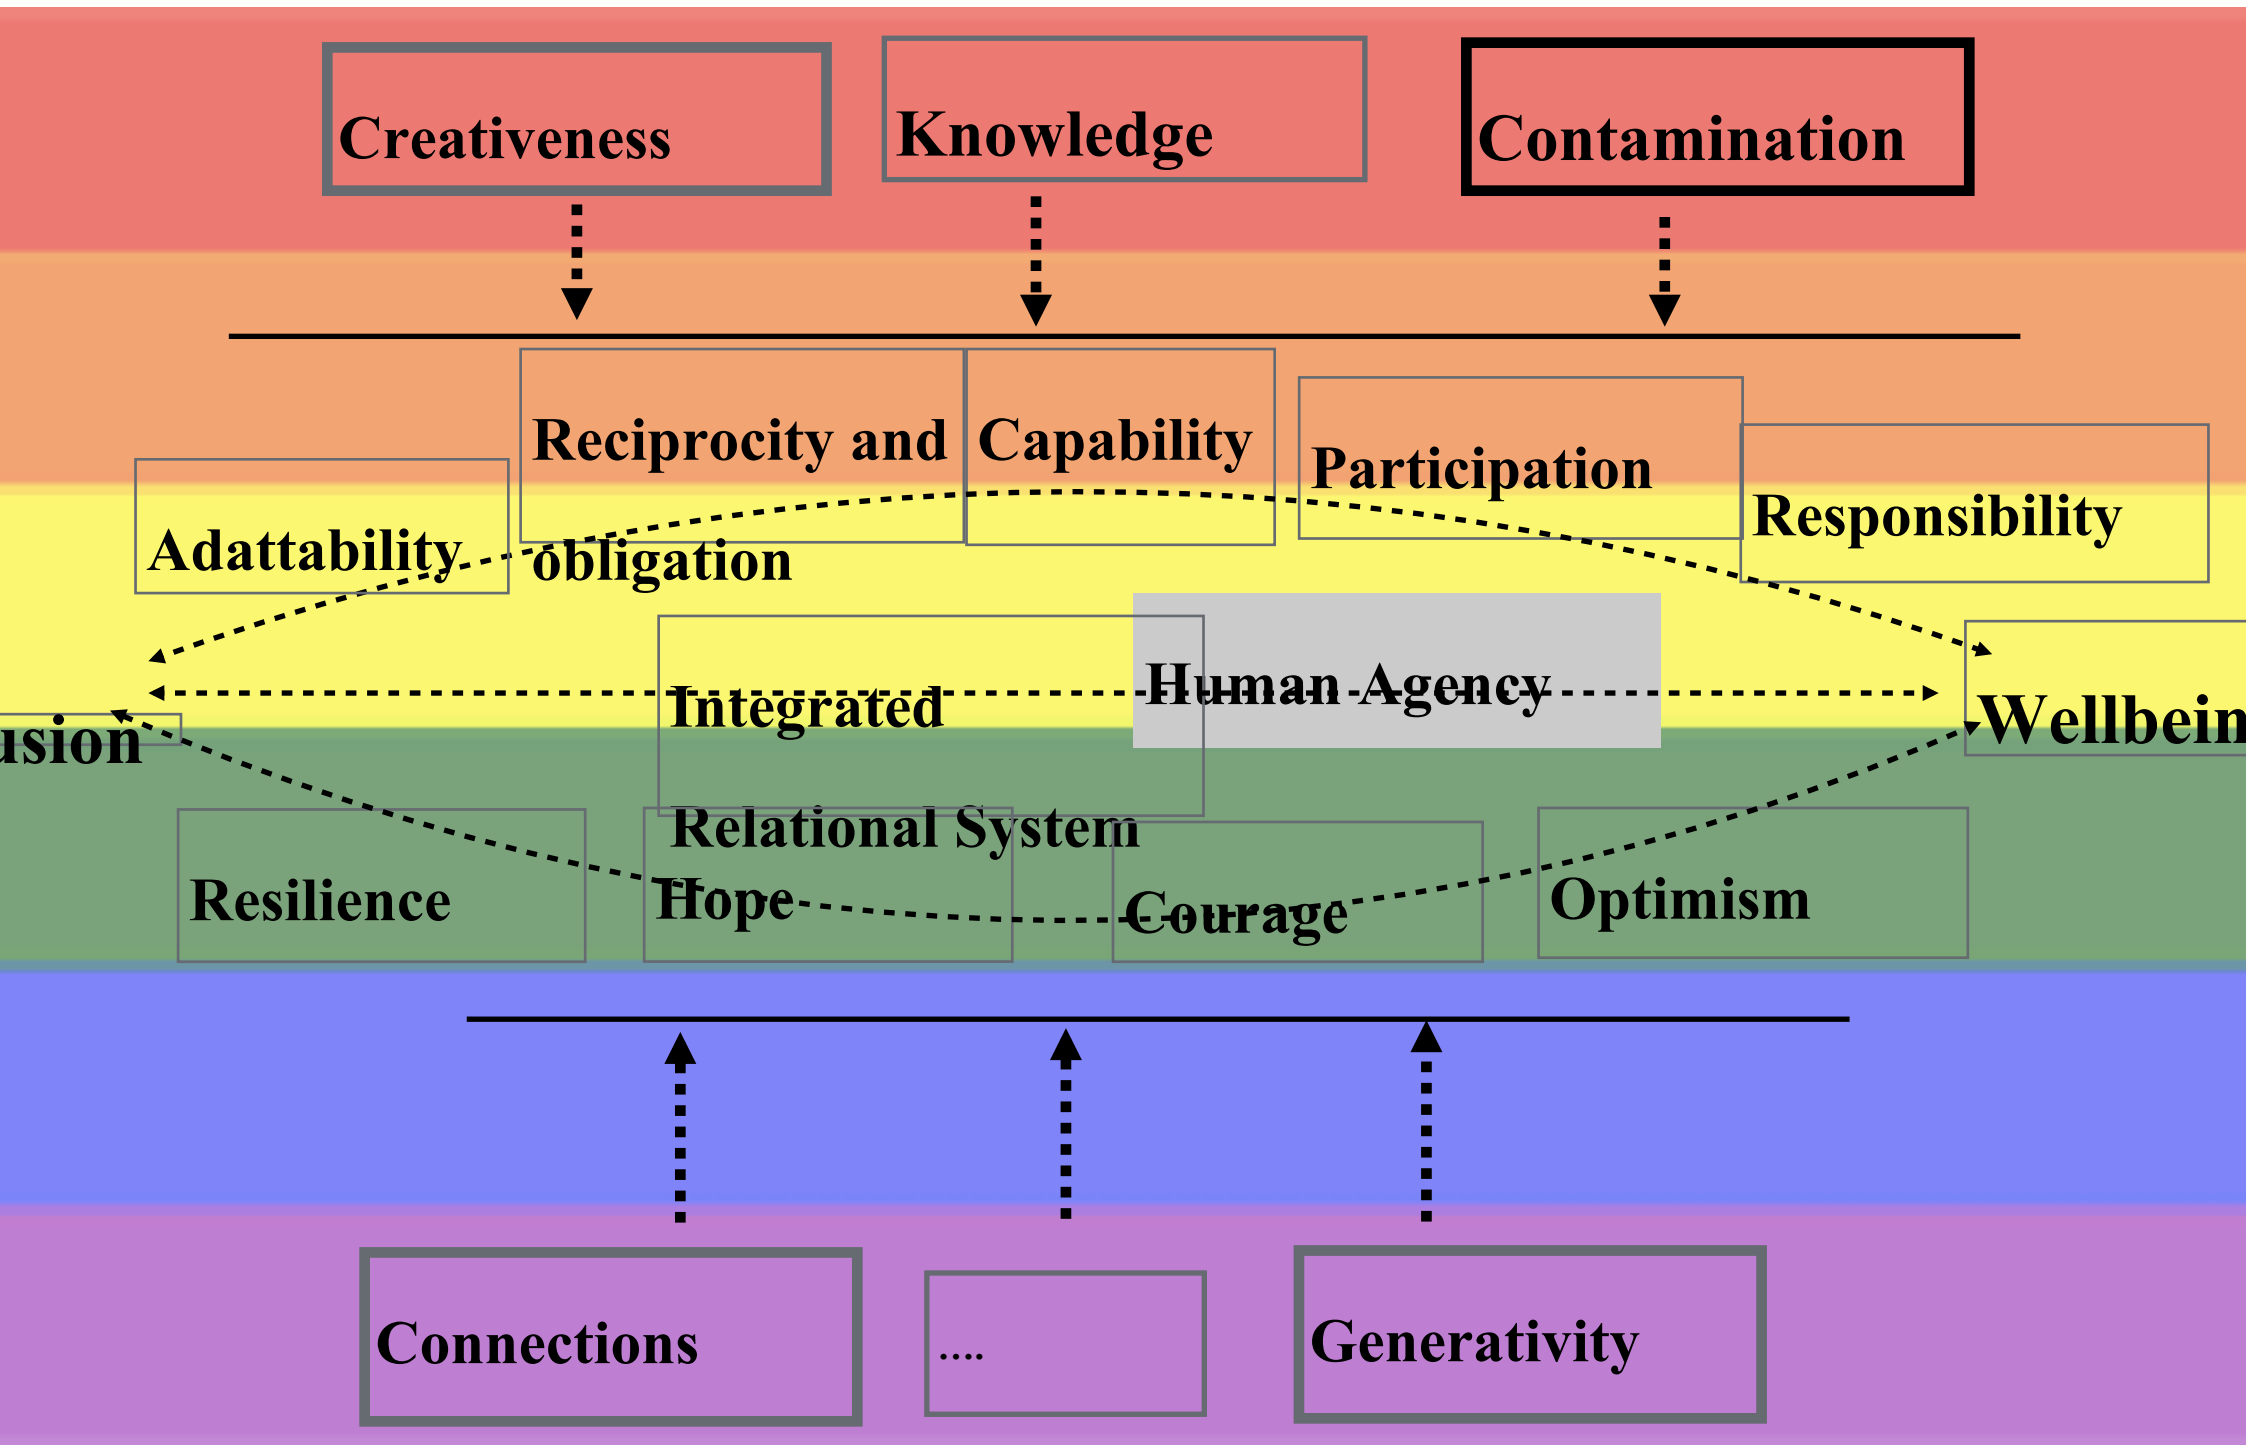 Creativeness
Knowledge
Contamination
Reciprocity and
obligation
Capability
Participation
Responsibility
Adattability
Integrated
Relational System
Human Agency
usion
Wellbein
Resilience
Hope
Courage
Optimism
Connections
....
Generativity